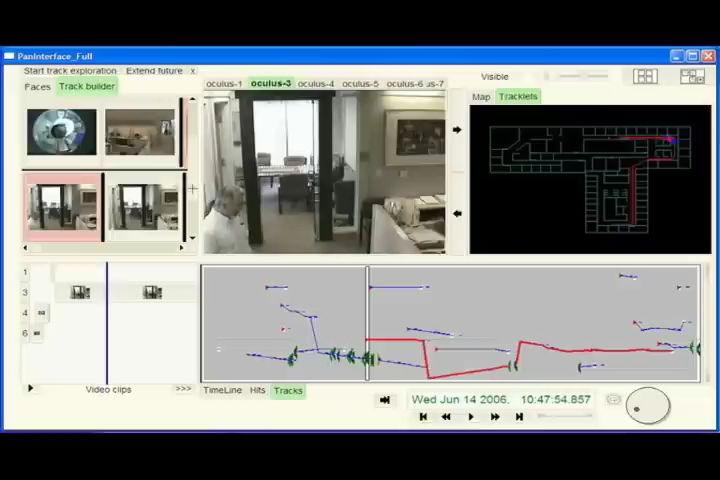 PanInterface_Full
Start track exploration Extend future x
Faces Track builder
oculus-1 oculus-3 oculus-4 oculus-5 oculus-6 us-7
Visible
Map Tracklets
1
3
4
6
Video clips >>>
TimeLine Hits Tracks
Wed Jun 14 2006, 10:47:54.857